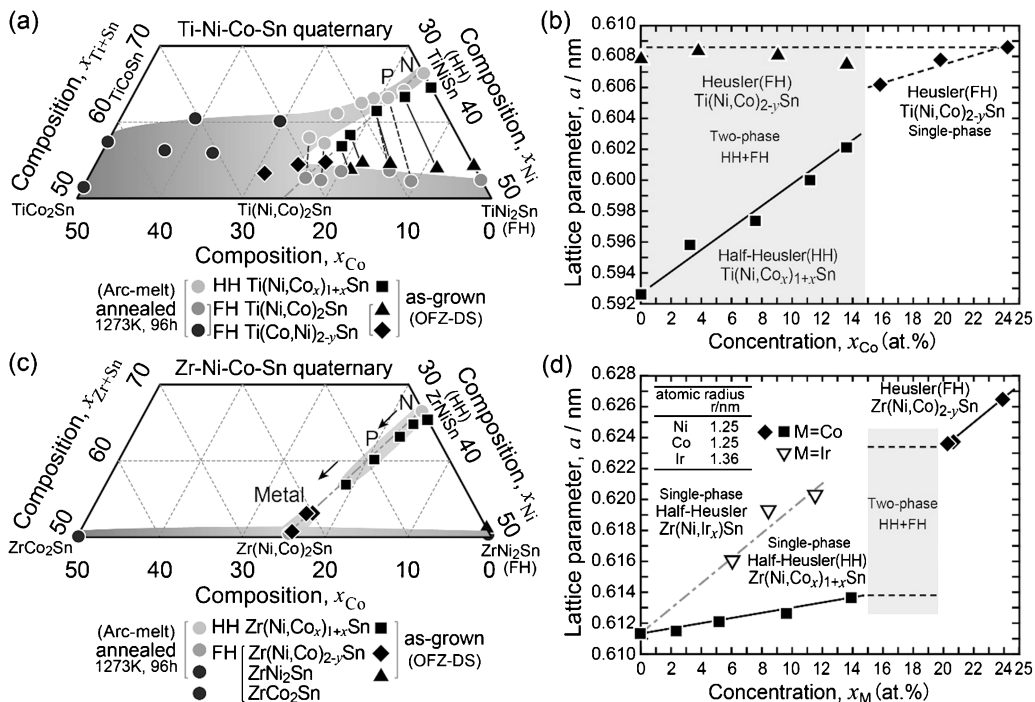 (a)
Ti-Ni-Co-Sn quaternary
Composition, xTi+Sn
70
60
50
TiCoSn
P
N
30
(HH)
TiNiSn
40
50
Composition, xNi
TiCo2Sn
Ti(Ni,Co)2Sn
TiNi2Sn
(FH)
50
40
30
20
10
0
Composition, xCo
(Arc-melt)
annealed
1273K, 96h
HH Ti(Ni,Cox)1+xSn
FH Ti(Ni,Co)2Sn
FH Ti(Co,Ni)2-ySn
as-grown
(OFZ-DS)
(b)
Lattice parameter, a / nm
0.610
0.608
0.606
0.604
0.602
0.600
0.598
0.596
0.594
0.592
Heusler(FH)
Ti(Ni,Co)2-ySn
Two-phase
HH+FH
Half-Heusler(HH)
Ti(Ni,Cox)1+xSn
Heusler(FH)
Ti(Ni,Co)2-ySn
Single-phase
0 2 4 6 8 10 12 14 16 18 20 22 24 25
Concentration, xCo (at.%)
(c)
Zr-Ni-Co-Sn quaternary
Composition, xZr+Sn
70
60
50
N
P
Metal
30
(HH)
ZrNiSn
40
50
Composition, xNi
ZrCo2Sn
Zr(Ni,Co)2Sn
ZrNi2Sn
(FH)
50
40
30
20
10
0
Composition, xCo
(Arc-melt)
annealed
1273K, 96h
HH Zr(Ni,Cox)1+xSn
FH Zr(Ni,Co)2-ySn
ZrNi2Sn
ZrCo2Sn
as-grown
(OFZ-DS)
(d)
Lattice parameter, a / nm
0.628
0.626
0.624
0.622
0.620
0.618
0.616
0.614
0.612
0.610
atomic radius
r/nm
Ni 1.25
Co 1.25
Ir 1.36
M=Co
M=Ir
Heusler(FH)
Zr(Ni,Co)2-ySn
Single-phase
Half-Heusler
Zr(Ni,Irx)Sn
Two-phase
HH+FH
Single-phase
Half-Heusler(HH)
Zr(Ni,Cox)1+xSn
0 2 4 6 8 10 12 14 16 18 20 22 24 25
Concentration, xM (at.%)